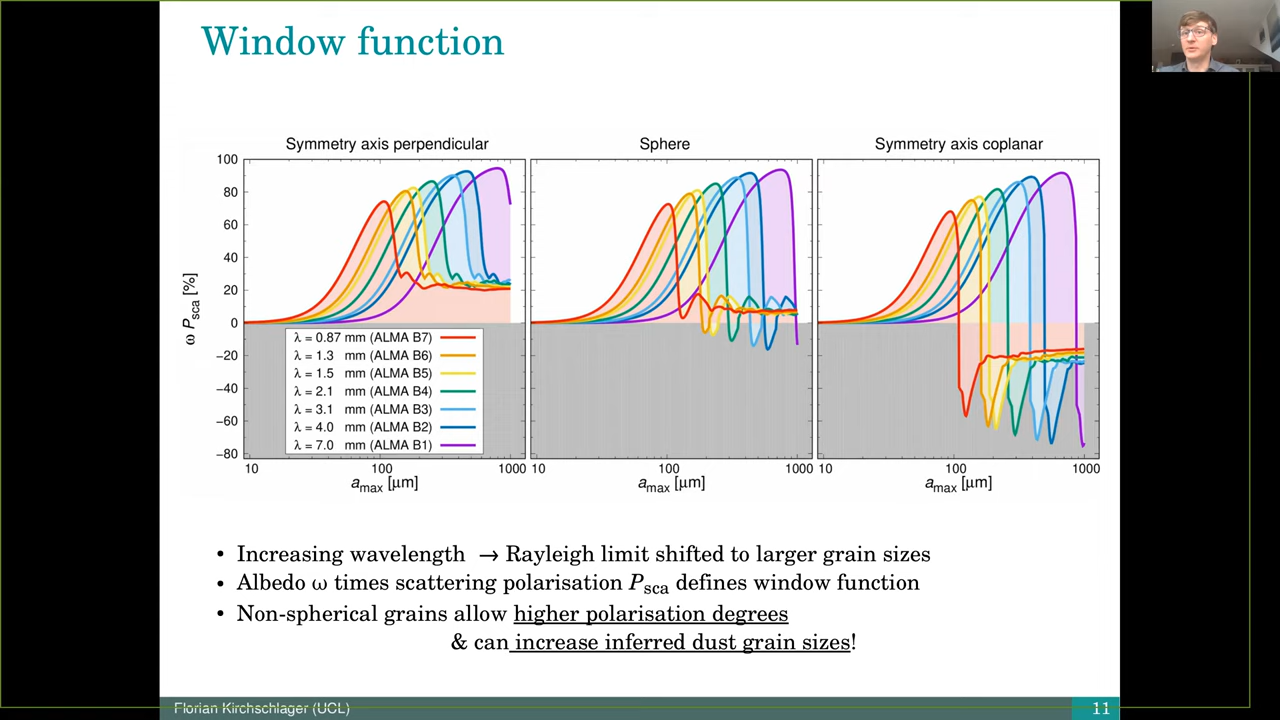 Window function
Symmetry axis perpendicular
Sphere
Symmetry axis coplanar
100
80
60
40
20
0
−20
−40
−60
−80
ω Psca [%]
λ = 0.87 mm (ALMA B7)
λ = 1.3 mm (ALMA B6)
λ = 1.5 mm (ALMA B5)
λ = 2.1 mm (ALMA B4)
λ = 3.1 mm (ALMA B3)
λ = 4.0 mm (ALMA B2)
λ = 7.0 mm (ALMA B1)
10 100 1000 10 100 1000 10 100 1000
amax [μm] amax [μm] amax [μm]
• Increasing wavelength → Rayleigh limit shifted to larger grain sizes
• Albedo ω times scattering polarisation Psca defines window function
• Non-spherical grains allow higher polarisation degrees
& can increase inferred dust grain sizes!
Florian Kirchschlager (UCL)
11